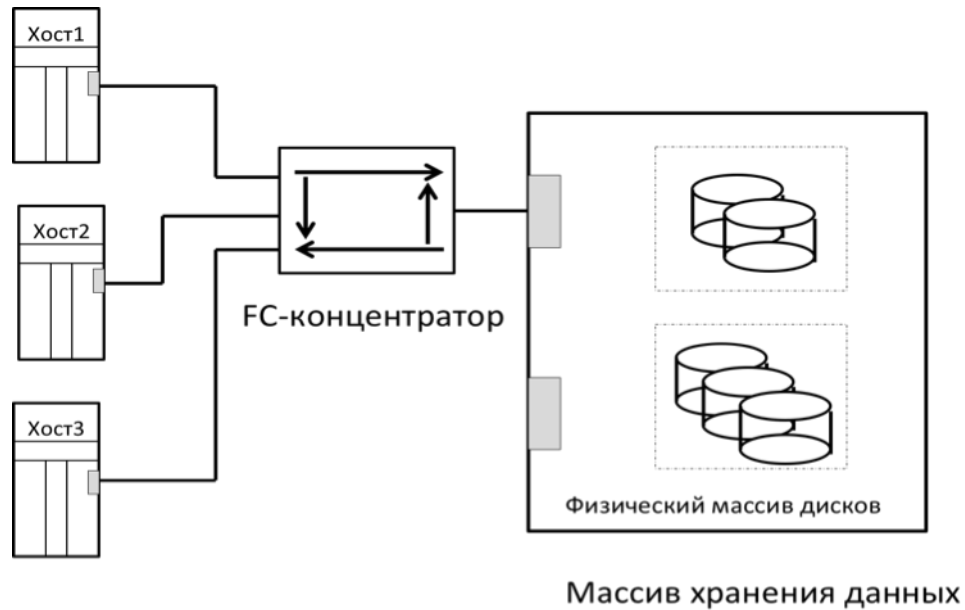 Хост1
Хост2
FC-концентратор
Хост3
Физический массив дисков
Массив хранения данных